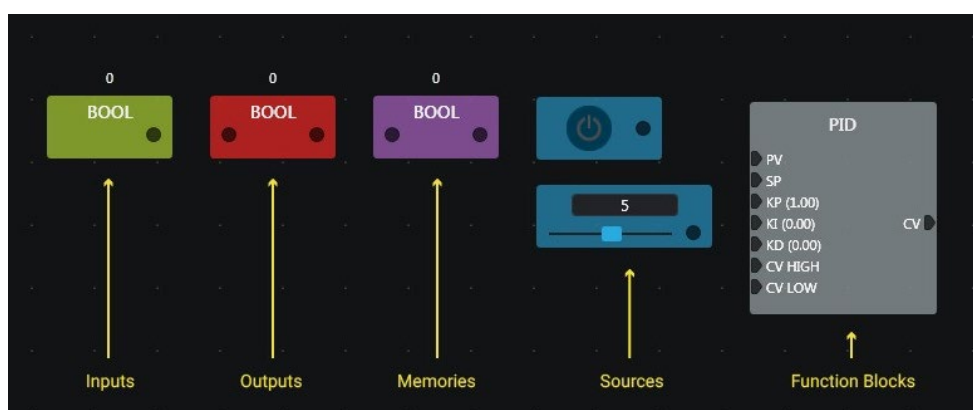 0
0
0
BOOL
BOOL
BOOL
5
PID
PV
SP
KP (1.00)
KI (0.00)
CV
KD (0.00)
CV HIGH
CV LOW
Inputs
Outputs
Memories
Sources
Function Blocks